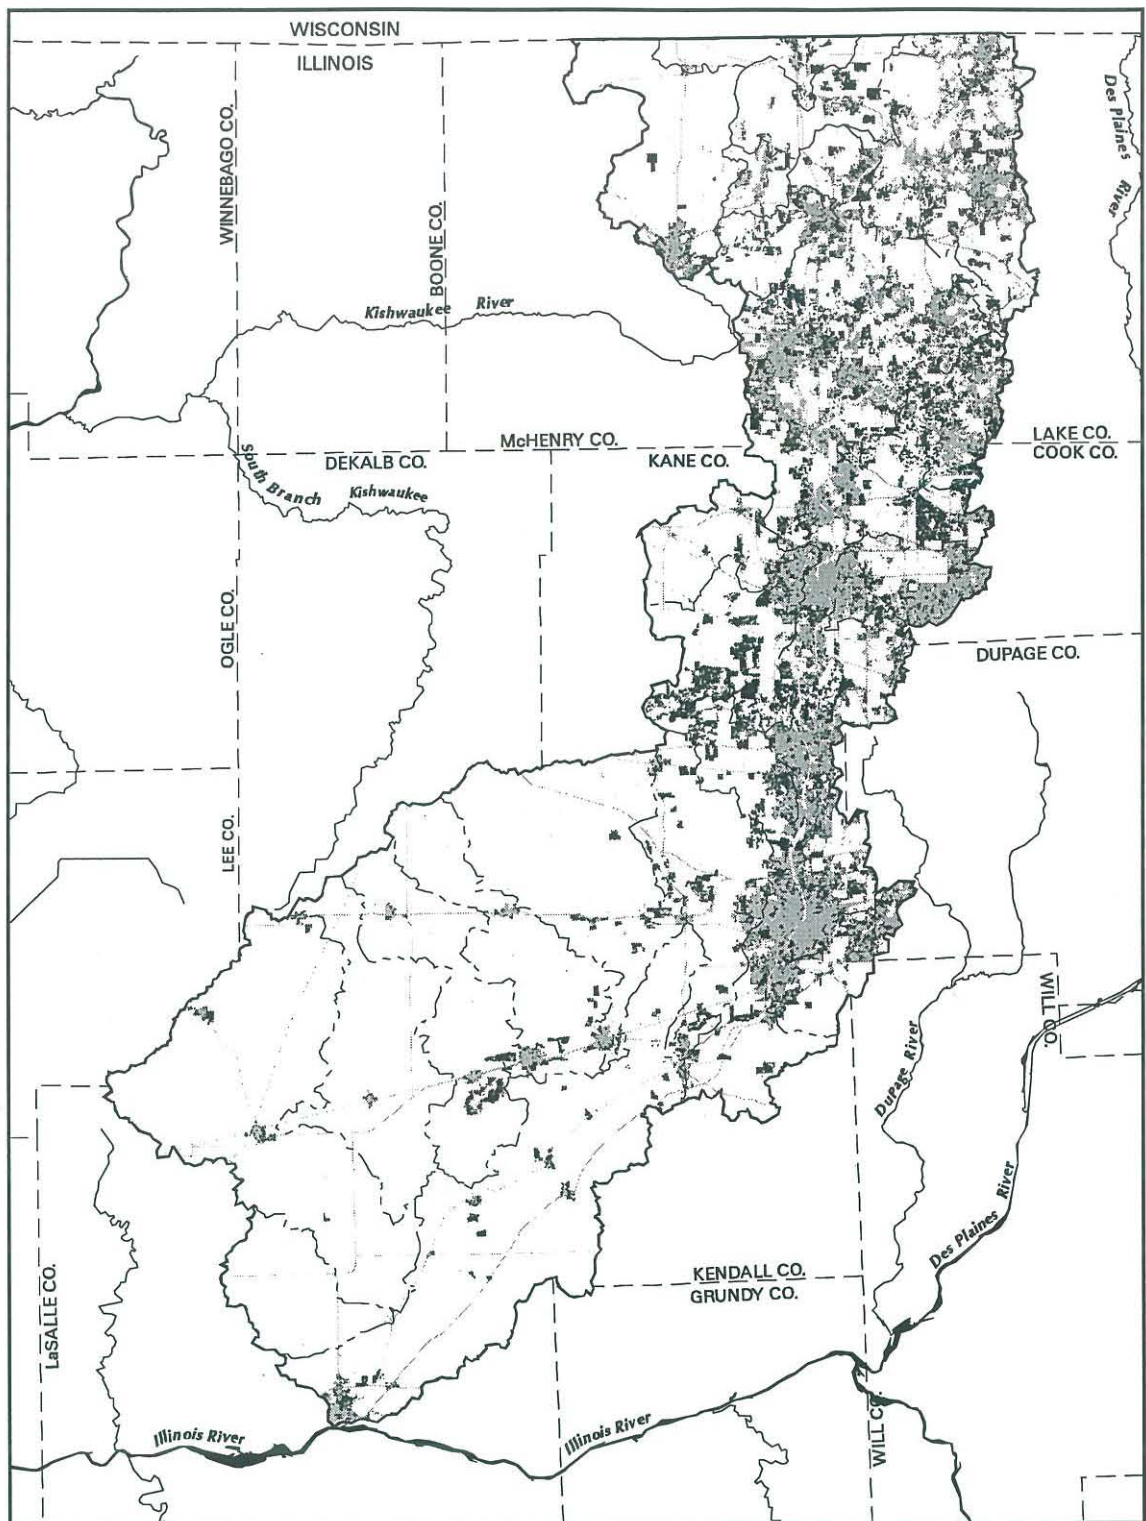 WISCONSIN
ILLINOIS
Des Plaines River
WINNEBAGO CO.
BOONE CO.
Kishwaukee River
McHENRY CO.
LAKE CO.
COOK CO.
DEKALB CO.
KANE CO.
South Branch Kishwaukee
OGLE CO.
DUPAGE CO.
LEE CO.
WILL CO.
DuPage River
Des Plaines River
KENDALL CO.
GRUNDY CO.
LaSALLE CO.
Illinois River
Illinois River
WILL CO.